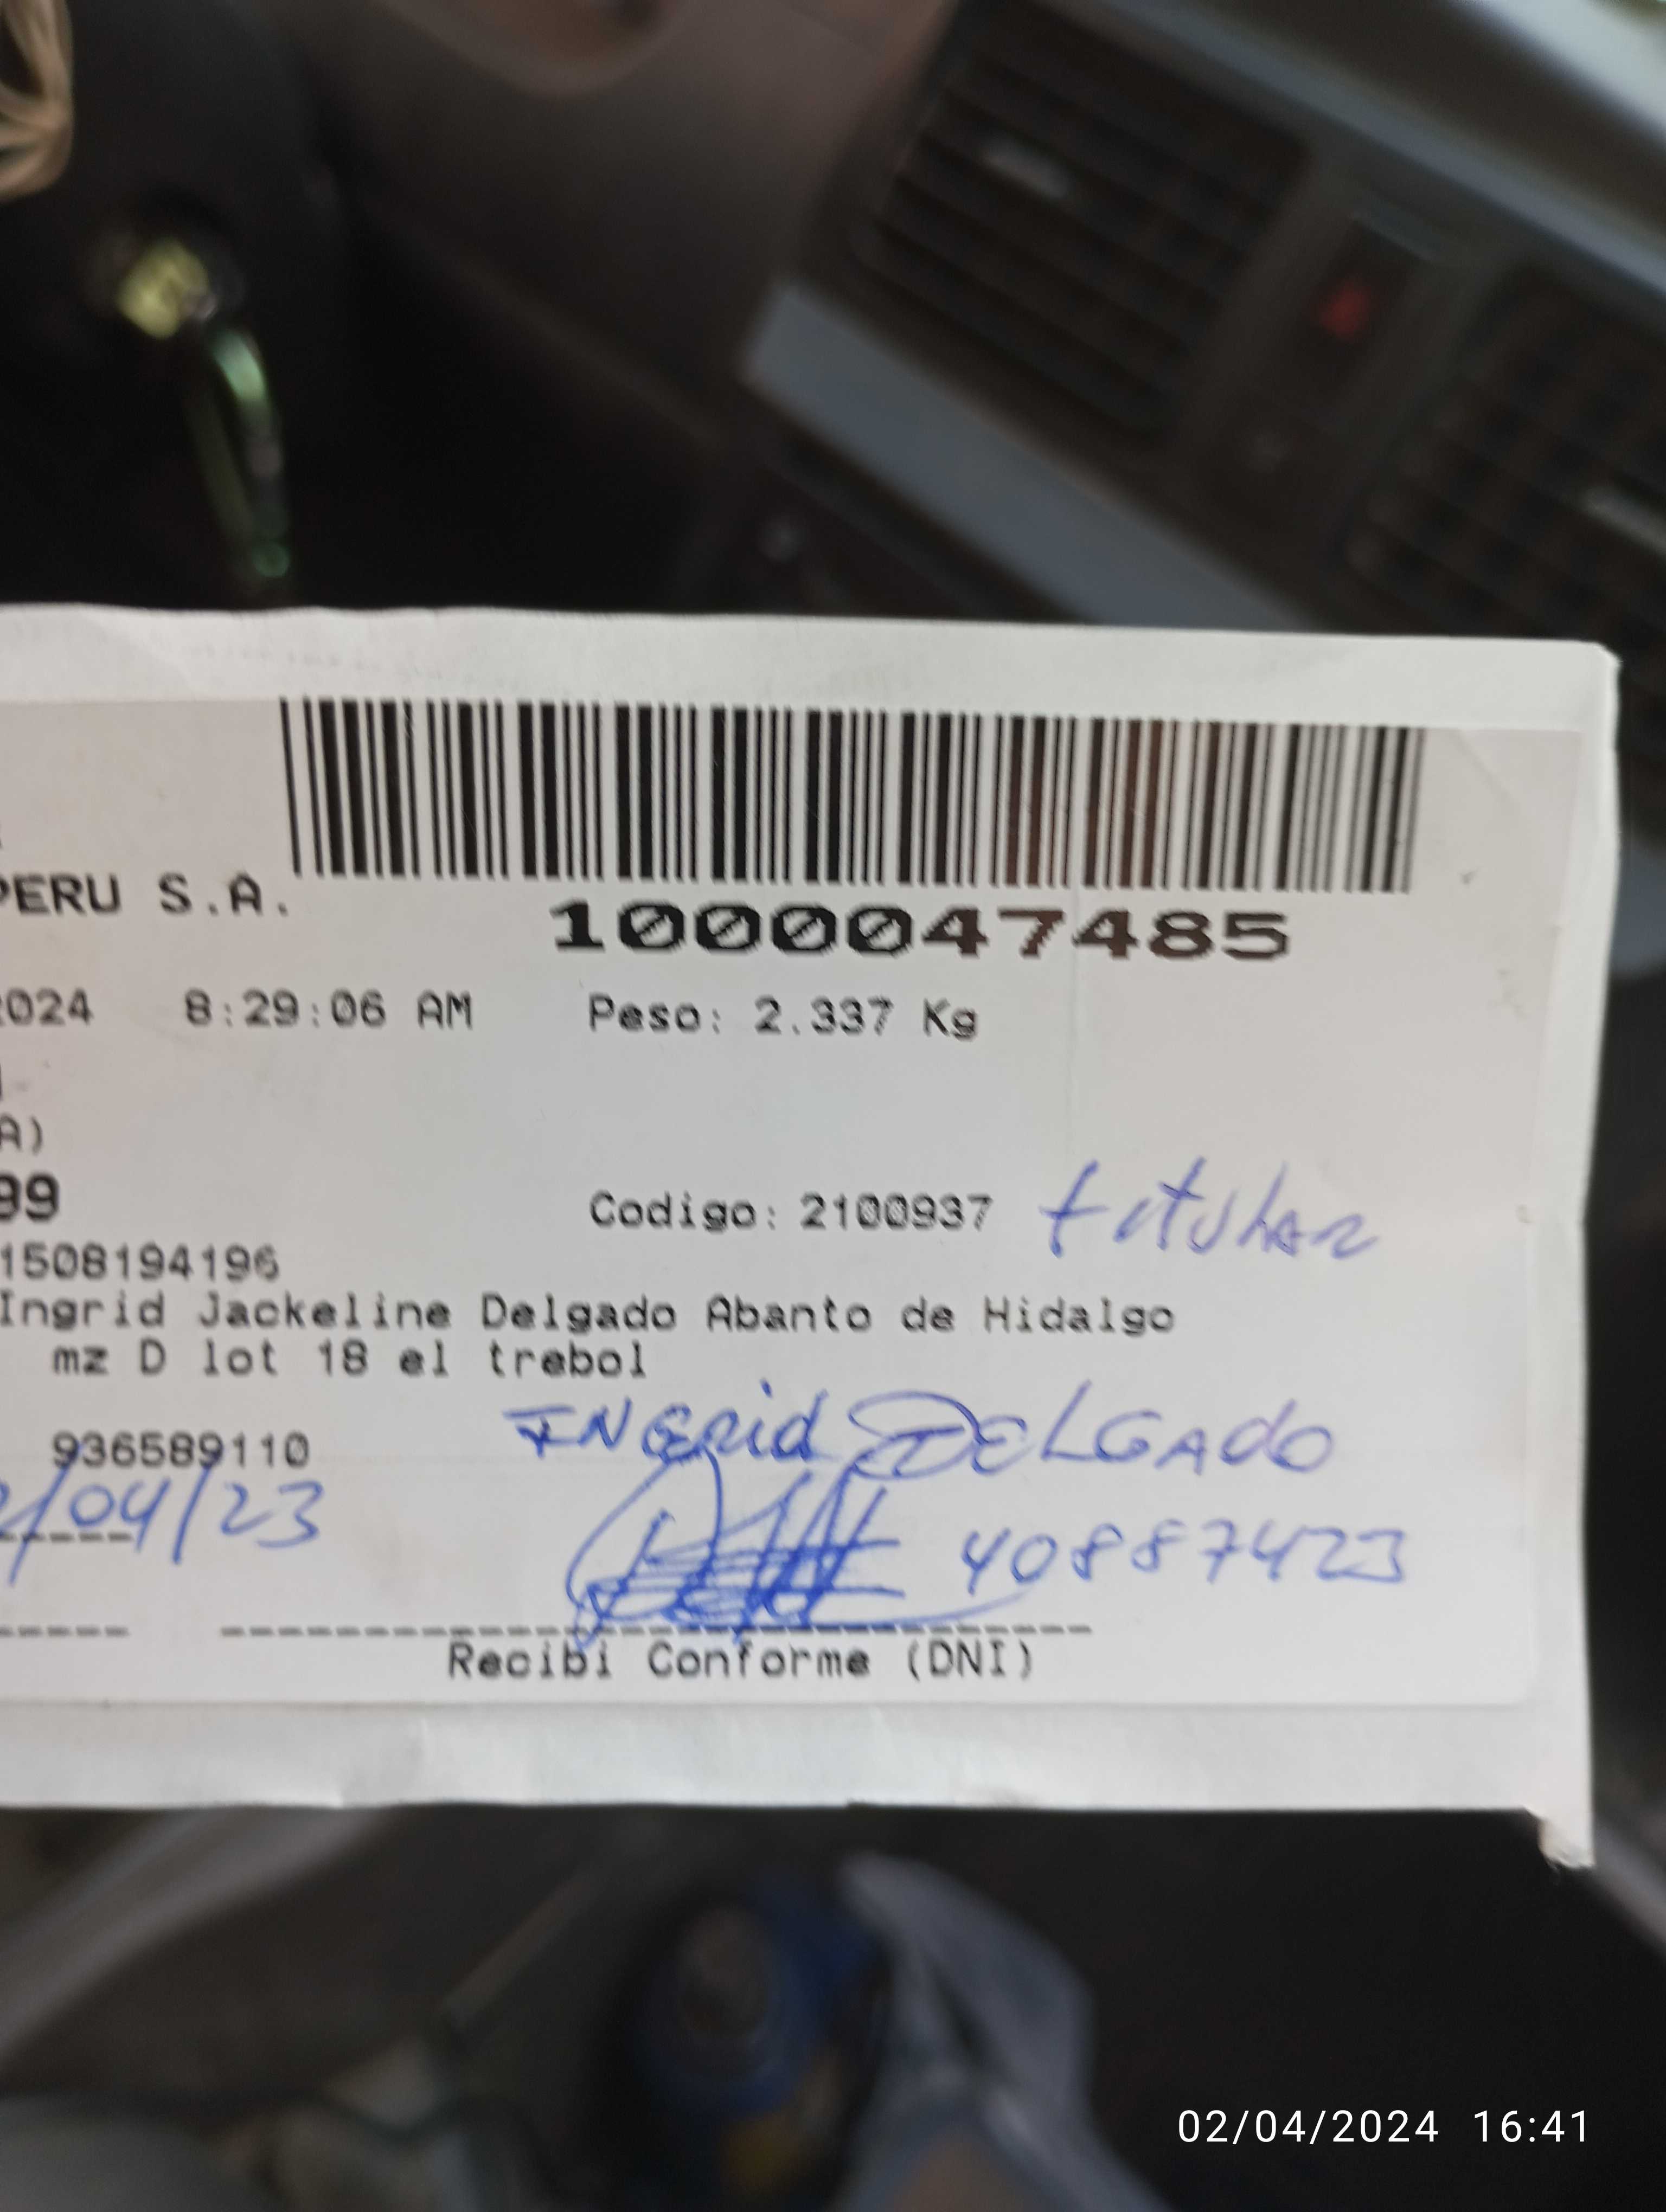 PERU S.A.
1000047485
2024 8:29:06 AM Peso: 2.337 Kg
A)
99
Codigo: 2100937 titular
1508194196
Ingrid Jackeline Delgado Abanto de Hidalgo
mz D lot 18 el trebol
INGRid DELGAdo
936589110
2/04/23
40887423
Recibi Conforme (DNI)
02/04/2024 16:41